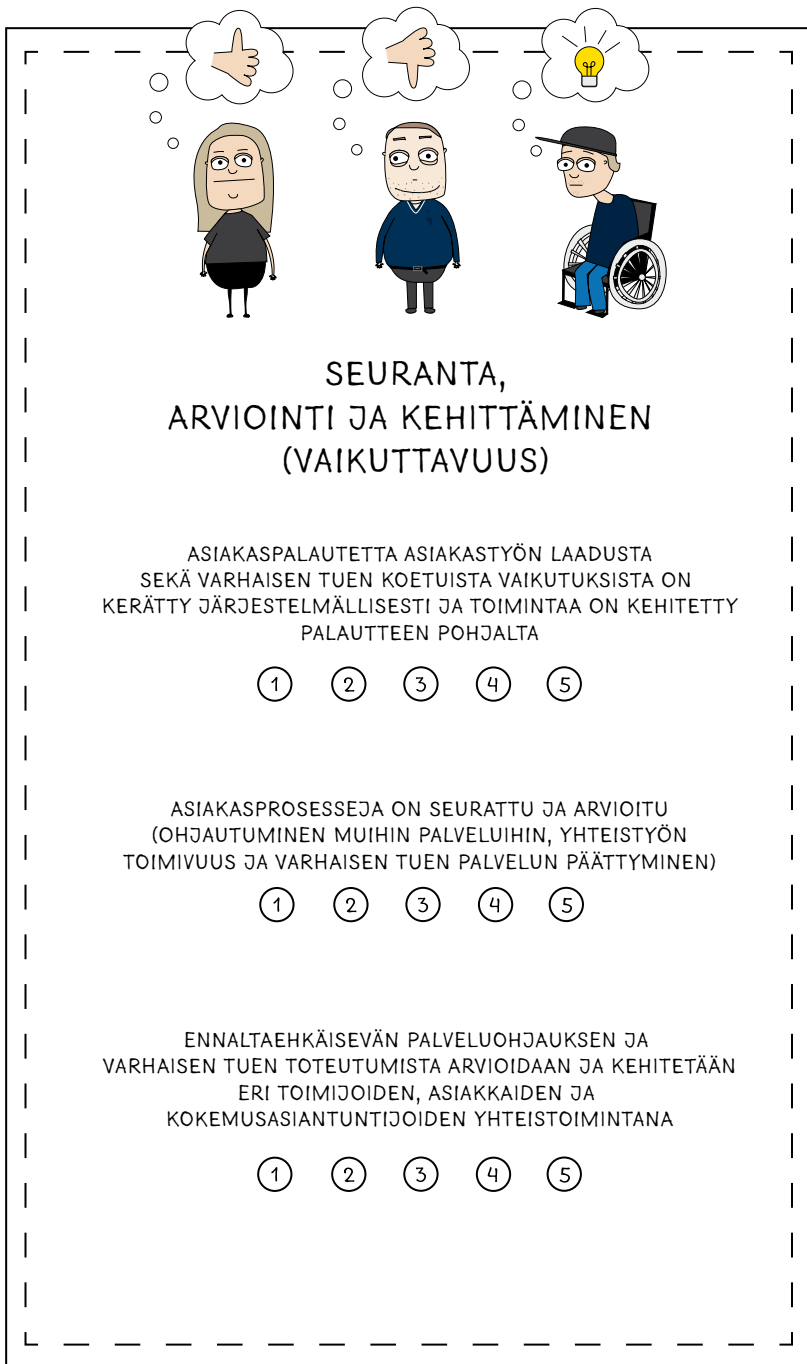 SEURANTA,
ARVIOINTI JA KEHITTÄMINEN
(VAIKUTTAVUUS)
ASIAKASPALAUTETTA ASIAKASTYÖN LAADUSTA
SEKÄ VARHAISEN TUEN KOETUISTA VAIKUTUKSISTA ON
KERÄTTY JÄRJESTELMÄLLISESTI JA TOIMINTAA ON KEHITETTY
PALAUTTEEN POHJALTA
1 2 3 4 5
ASIAKASPROSESSEJA ON SEURATTU JA ARVIOITU
(OHJAUTUMINEN MUIHIN PALVELUIHIN, YHTEISTYÖN
TOIMIVUUS JA VARHAISEN TUEN PALVELUN PÄÄTTYMINEN)
1 2 3 4 5
ENNALTAEHKÄISEVÄN PALVELUOHJAUKSEN JA
VARHAISEN TUEN TOTEUTUMISTA ARVIOIDAAN JA KEHITETÄÄN
ERI TOIMIJOIDEN, ASIAKKAIDEN JA
KOKEMUSASIANTUNTIJOIDEN YHTEISTOIMINTANA
1 2 3 4 5